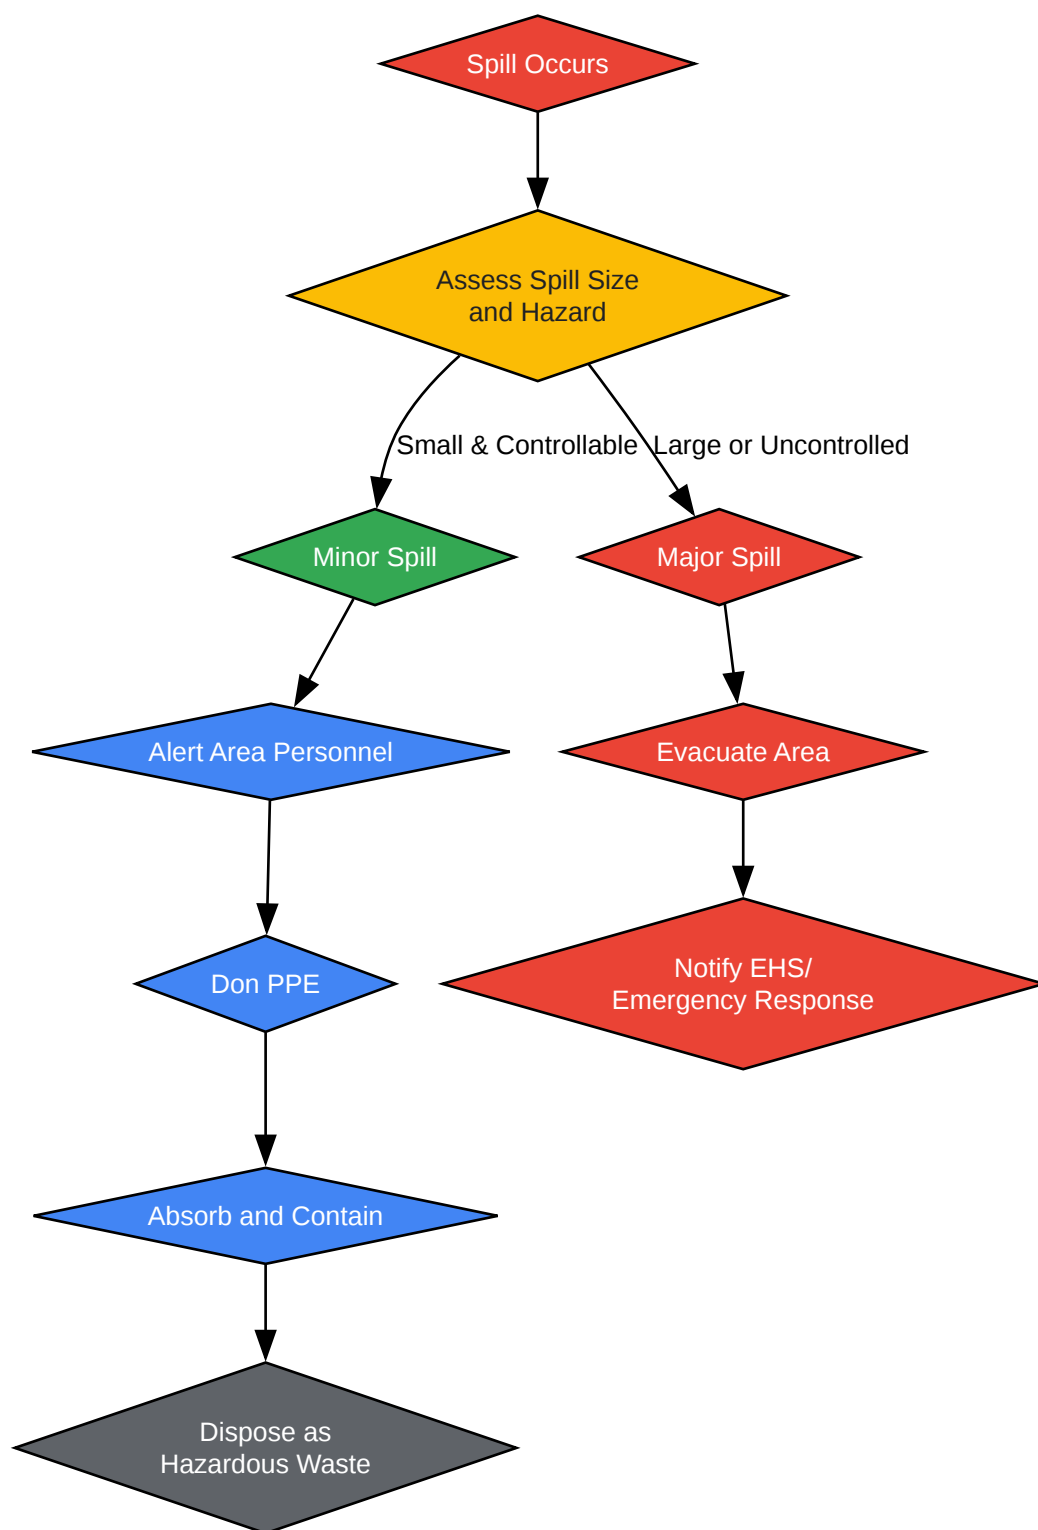 Spill Occurs
Assess Spill Size
and Hazard
Small & Controllable
Large or Uncontrolled
Minor Spill
Major Spill
Alert Area Personnel
Evacuate Area
Don PPE
Notify EHS/
Emergency Response
Absorb and Contain
Dispose as
Hazardous Waste